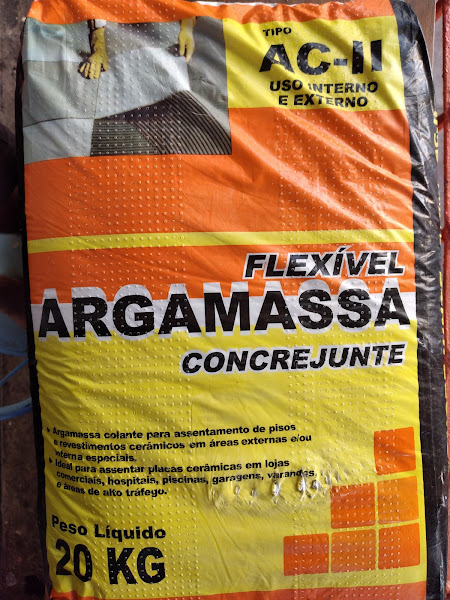 TIPO
AC-II
USO INTERNO
E EXTERNO
FLEXÍVEL
ARGAMASSA
CONCREJUNTE
Argamassa colante para assentamento de pisos
e revestimentos cerâmicos em áreas externas e/ou
interna especiais.
Ideal para assentar placas cerâmicas em lojas
comerciais, hospitais, piscinas, garagens, varandas,
e áreas de alto tráfego.
Peso Líquido
20 KG